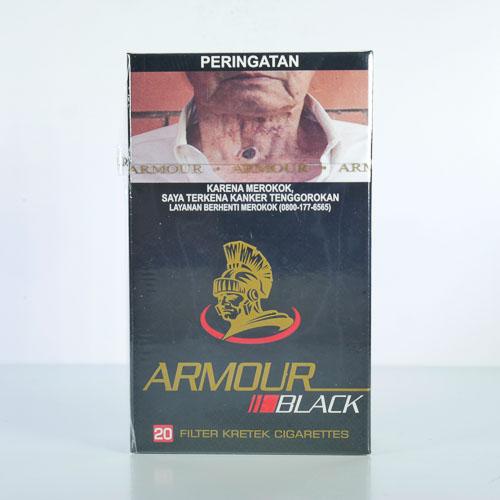 PERINGATAN
ARMOUR • ARMOUR • ARM
KARENA MEROKOK,
SAYA TERKENA KANKER TENGGOROKAN
LAYANAN BERHENTI MEROKOK (0800-177-6565)
ARMOUR
BLACK
20 FILTER KRETEK CIGARETTES